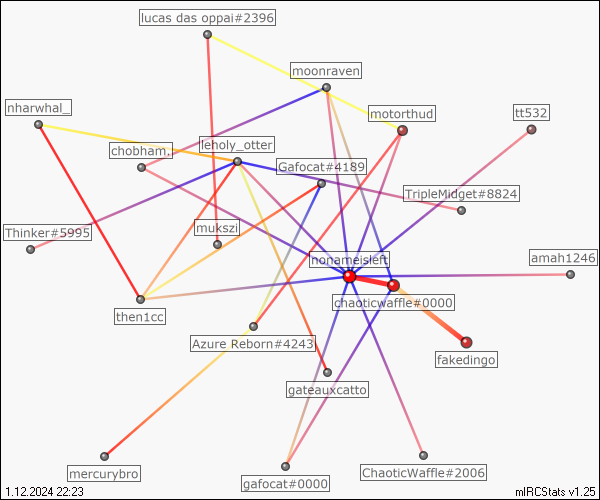 lucas das oppai#2396
moonraven
nharwhal_
motorthud
tt532
chobham.
leholy_otter
Gafocat#4189
TripleMidget#8824
Thinker#5995
mukszi
nonameisleft
amah1246
chaoticwaffle#0000
then1cc
Azure Reborn#4243
fakedingo
gateauxcatto
mercurybro
gafocat#0000
ChaoticWaffle#2006
1.12.2024 22:23
mIRCStats v1.25